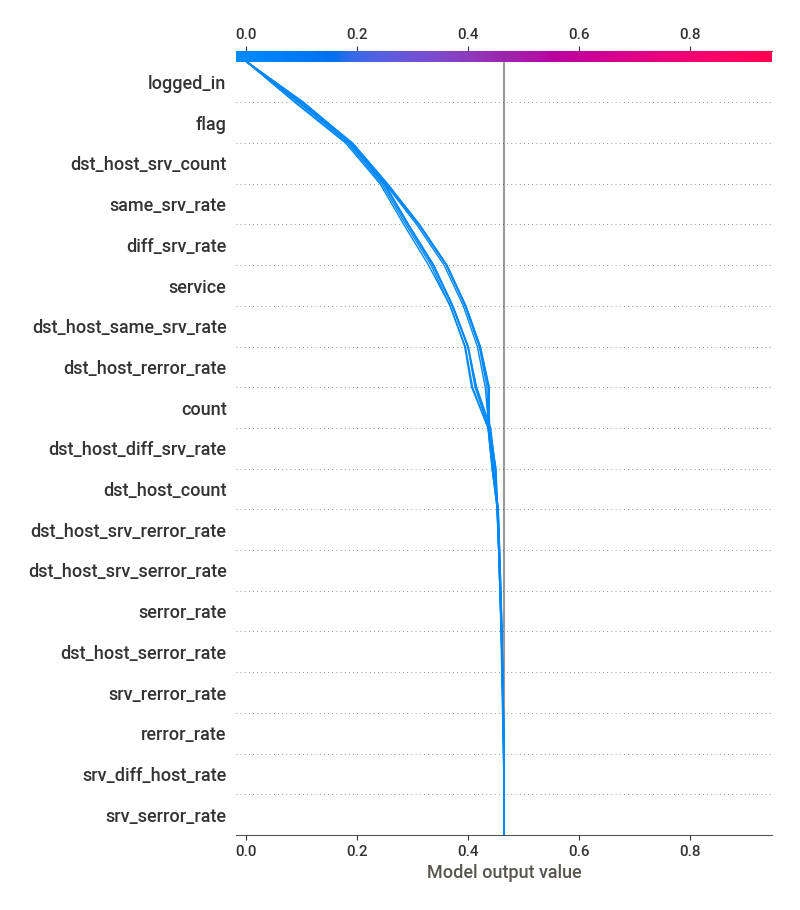 0.0 0.2 0.4 0.6 0.8
logged_in
flag
dst_host_srv_count
same_srv_rate
diff_srv_rate
service
dst_host_same_srv_rate
dst_host_rerror_rate
count
dst_host_diff_srv_rate
dst_host_count
dst_host_srv_rerror_rate
dst_host_srv_serror_rate
serror_rate
dst_host_serror_rate
srv_rerror_rate
rerror_rate
srv_diff_host_rate
srv_serror_rate
0.0 0.2 0.4 0.6 0.8
Model output value